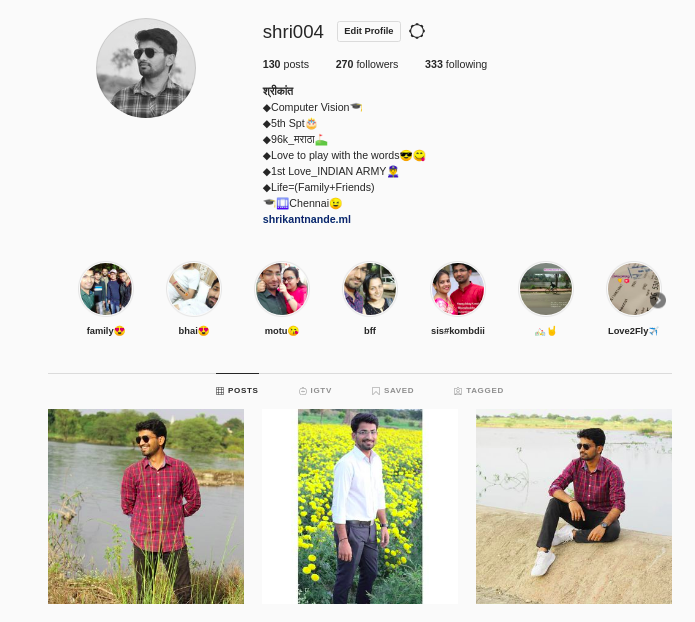 shri004 Edit Profile
130 posts 270 followers 333 following
श्रीकांत
◆Computer Vision🎓
◆5th Spt🎂
◆96k_मराठा⛳
◆Love to play with the words😎😋
◆1st Love_INDIAN ARMY👮
◆Life=(Family+Friends)
🎓🎦Chennai😉
shrikantnande.ml
family😍 bhai😍 motu😘 bff sis#kombdii 🚲🤘 Love2Fly✈️
POSTS IGTV SAVED TAGGED